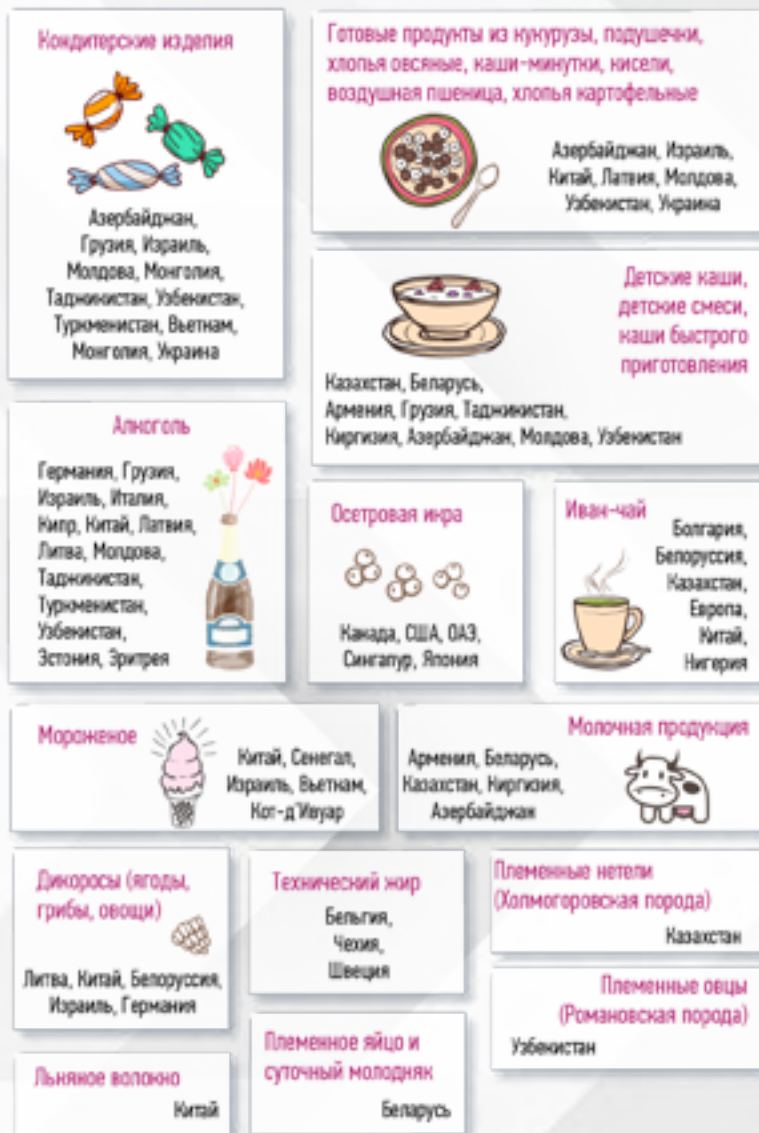 Кондитерские изделия
Азербайджан,
Грузия, Израиль,
Молдова, Монголия,
Таджикистан, Узбекистан,
Туркменистан, Вьетнам,
Монголия, Украина
Готовые продукты из кукурузы, подушечки,
хлопья овсяные, каши-минутки, кисели,
воздушная пшеница, хлопья картофельные
Азербайджан, Израиль,
Китай, Латвия, Молдова,
Узбекистан, Украина
Детские каши,
детские смеси,
каши быстрого
приготовления
Казахстан, Беларусь,
Армения, Грузия, Таджикистан,
Киргизия, Азербайджан, Молдова, Узбекистан
Алкоголь
Германия, Грузия,
Израиль, Италия,
Кипр, Китай, Латвия,
Литва, Молдова,
Таджикистан,
Туркменистан,
Узбекистан,
Эстония, Эритрея
Осетровая икра
Канада, США, ОАЭ,
Сингапур, Япония
Иван-чай
Болгария,
Белоруссия,
Казахстан,
Европа,
Китай,
Нигерия
Мороженое
Китай, Сенегал,
Израиль, Вьетнам,
Кот-д'Ивуар
Молочная продукция
Армения, Беларусь,
Казахстан, Киргизия,
Азербайджан
Дикоросы (ягоды,
грибы, овощи)
Литва, Китай, Белоруссия,
Израиль, Германия
Технический жир
Бельгия,
Чехия,
Швеция
Племенные нетели
(Холмогоровская порода)
Казахстан
Племенные овцы
(Романовская порода)
Узбекистан
Льняное волокно
Китай
Племенное яйцо и
суточный молодняк
Беларусь